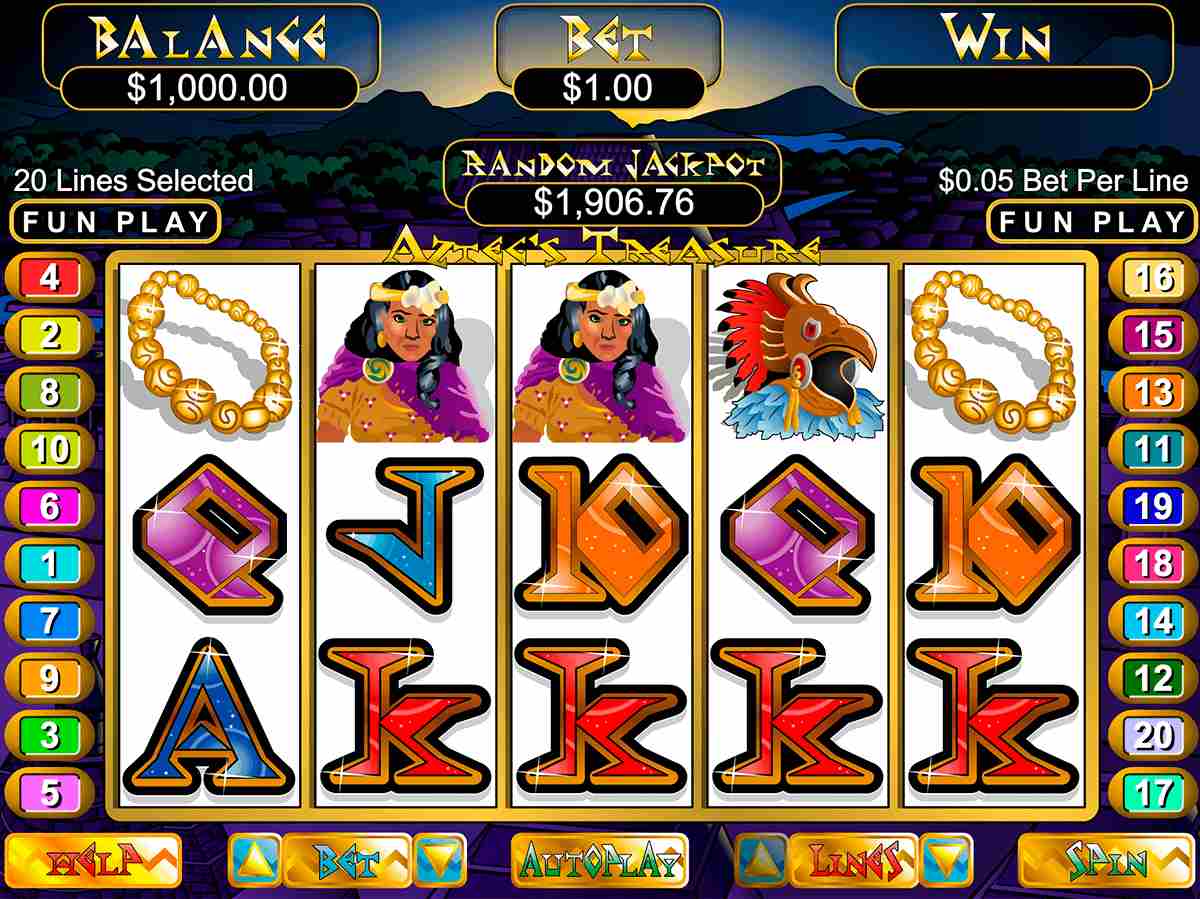 BALANCE BET WIN
$1,000.00 $1.00
RANDOM JACKPOT
20 Lines Selected $1,906.76 $0.05 Bet Per Line
FUN PLAY FUN PLAY
AZTEC'S TREASURE
4 16
2 15
8 13
10 11
6 19
Q J 10 Q 10
1 18
7 14
9 12
A K K K K
3 20
5 17
HELP BET AUTOPLAY LINES SPIN